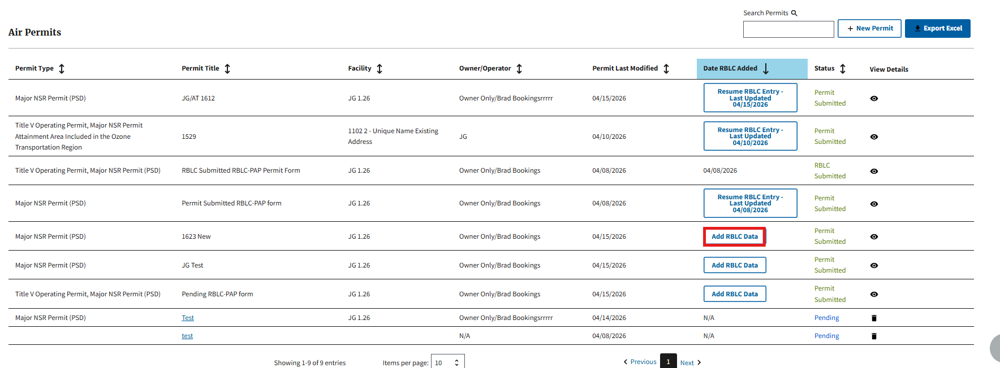 Search Permits
Air Permits
+ New Permit
Export Excel
Permit Type Permit Title Facility Owner/Operator Permit Last Modified Date RBLC Added Status View Details
Major NSR Permit (PSD) JG/AT 1612 JG 1.26 Owner Only/Brad Bookingsrrrrr 04/15/2026
Resume RBLC Entry -
Last Updated
04/15/2026
Permit
Submitted
Title V Operating Permit, Major NSR Permit
Attainment Area Included in the Ozone
Transportation Region
1529
1102 2 - Unique Name Existing
Address
JG
04/10/2026
Resume RBLC Entry -
Last Updated
04/10/2026
Permit
Submitted
Title V Operating Permit, Major NSR Permit (PSD) RBLC Submitted RBLC-PAP Permit Form JG 1.26 Owner Only/Brad Bookings 04/08/2026 04/08/2026
RBLC
Submitted
Major NSR Permit (PSD) Permit Submitted RBLC-PAP form JG 1.26 Owner Only/Brad Bookings 04/08/2026
Resume RBLC Entry -
Last Updated
04/08/2026
Permit
Submitted
Major NSR Permit (PSD) 1623 New JG 1.26 Owner Only/Brad Bookings 04/15/2026 Add RBLC Data
Permit
Submitted
Major NSR Permit (PSD) JG Test JG 1.26 Owner Only/Brad Bookings 04/15/2026 Add RBLC Data
Permit
Submitted
Title V Operating Permit, Major NSR Permit (PSD) Pending RBLC-PAP form JG 1.26 Owner Only/Brad Bookings 04/15/2026 Add RBLC Data
Permit
Submitted
Major NSR Permit (PSD) Test JG 1.26 Owner Only/Brad Bookingsrrrrr 04/14/2026 N/A Pending
test N/A 04/08/2026 N/A Pending
Showing 1-9 of 9 entries Items per page: 10 Previous 1 Next